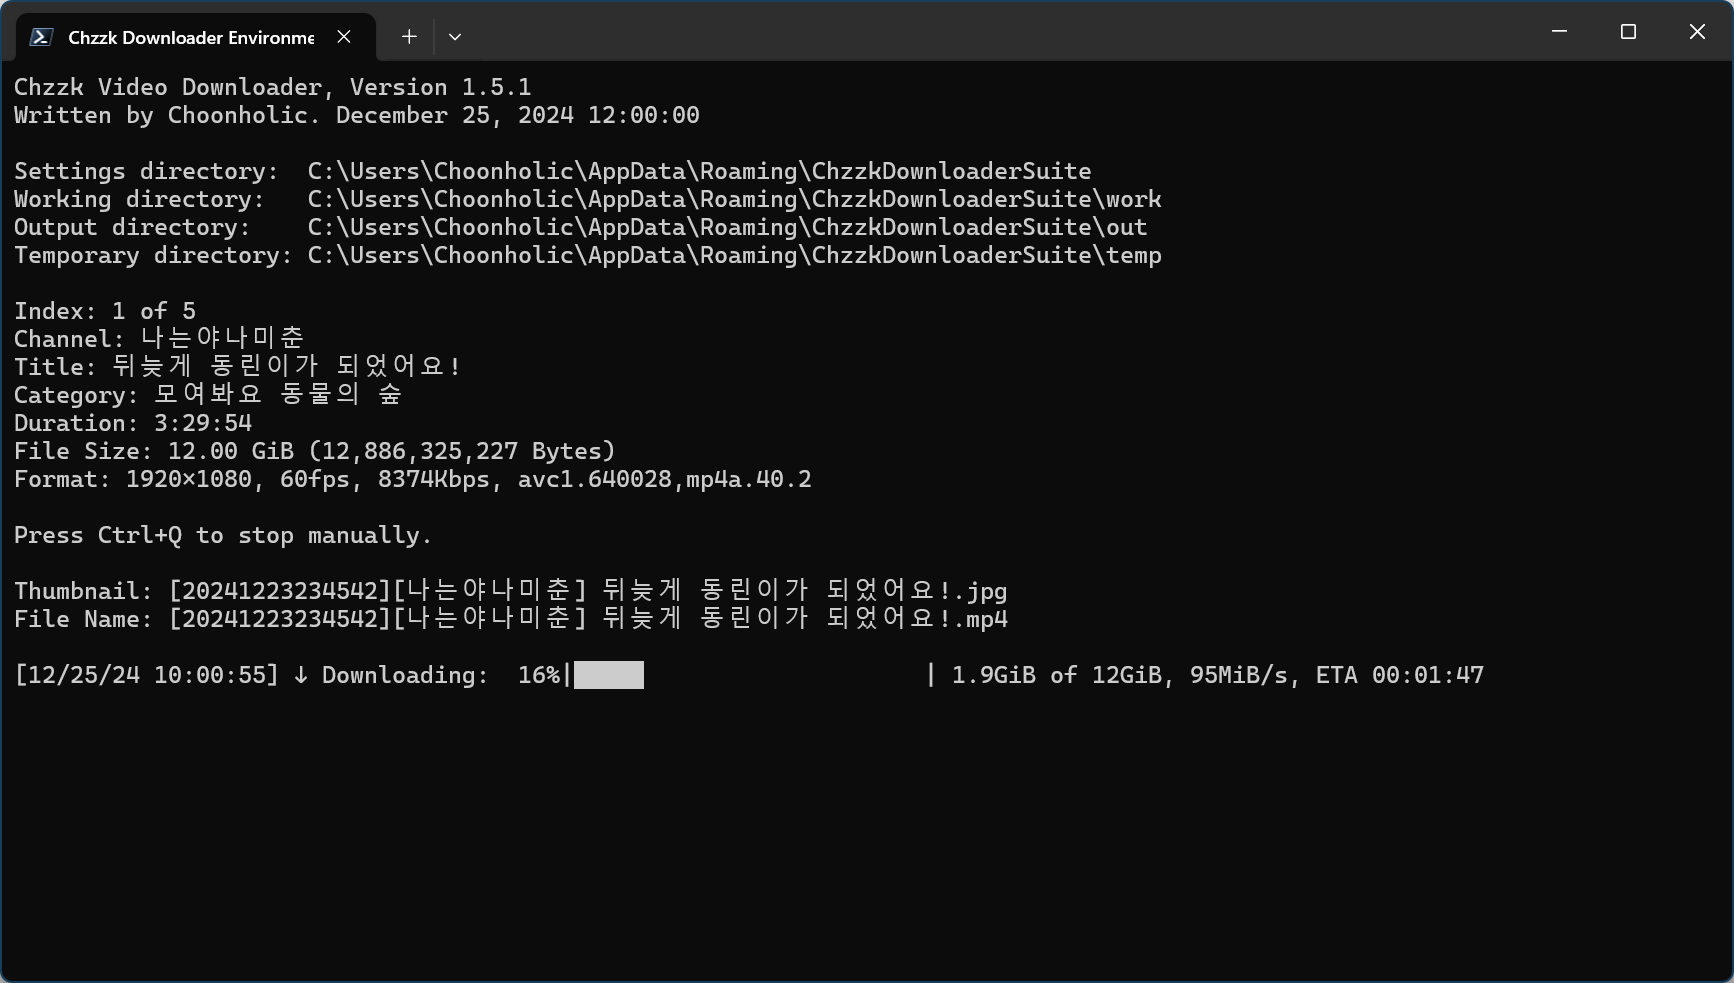 Chzzk Downloader Environme
Chzzk Video Downloader, Version 1.5.1
Written by Choonholic. December 25, 2024 12:00:00
Settings directory:  C:\Users\Choonholic\AppData\Roaming\ChzzkDownloaderSuite
Working directory:   C:\Users\Choonholic\AppData\Roaming\ChzzkDownloaderSuite\work
Output directory:    C:\Users\Choonholic\AppData\Roaming\ChzzkDownloaderSuite\out
Temporary directory: C:\Users\Choonholic\AppData\Roaming\ChzzkDownloaderSuite\temp
Index: 1 of 5
Channel: 나는야나미춘
Title: 뒤늦게 동린이가 되었어요!
Category: 모여봐요 동물의 숲
Duration: 3:29:54
File Size: 12.00 GiB (12,886,325,227 Bytes)
Format: 1920×1080, 60fps, 8374Kbps, avc1.640028,mp4a.40.2
Press Ctrl+Q to stop manually.
Thumbnail: [20241223234542][나는야나미춘] 뒤늦게 동린이가 되었어요!.jpg
File Name: [20241223234542][나는야나미춘] 뒤늦게 동린이가 되었어요!.mp4
[12/25/24 10:00:55] ↓ Downloading:  16%|█████                    | 1.9GiB of 12GiB, 95MiB/s, ETA 00:01:47